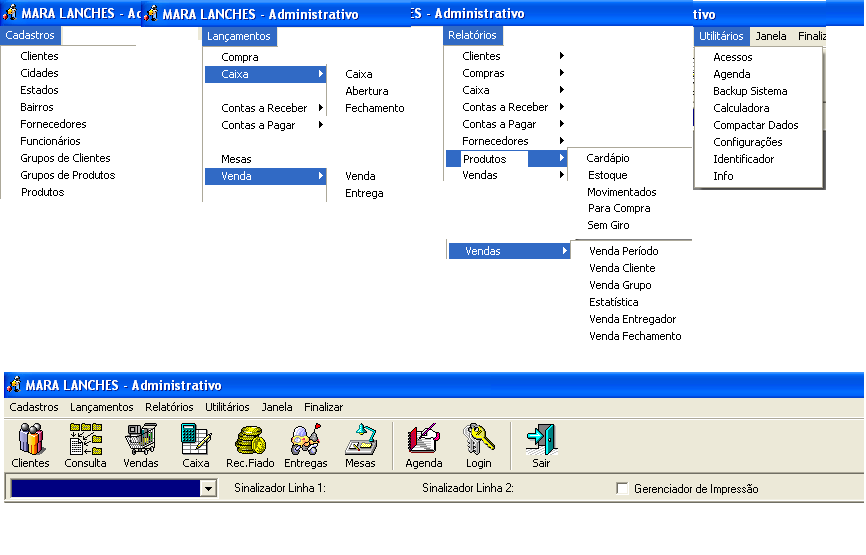 MARA LANCHES - Ad
Cadastros
Clientes
Cidades
Estados
Bairros
Fornecedores
Funcionários
Grupos de Clientes
Grupos de Produtos
Produtos
MARA LANCHES - Administrativo
Lançamentos
Compra
Caixa
Contas a Receber
Contas a Pagar
Mesas
Venda
Caixa
Abertura
Fechamento
Venda
Entrega
ES - Administrativo
Relatórios
Clientes
Compras
Caixa
Contas a Receber
Contas a Pagar
Fornecedores
Produtos
Vendas
Cardápio
Estoque
Movimentados
Para Compra
Sem Giro
Vendas
Venda Período
Venda Cliente
Venda Grupo
Estatística
Venda Entregador
Venda Fechamento
tivo
Utilitários Janela Finaliz
Acessos
Agenda
Backup Sistema
Calculadora
Compactar Dados
Configurações
Identificador
Info
MARA LANCHES - Administrativo
Cadastros Lançamentos Relatórios Utilitários Janela Finalizar
Clientes Consulta Vendas Caixa Rec.Fiado Entregas Mesas Agenda Login Sair
Sinalizador Linha 1: Sinalizador Linha 2: Gerenciador de Impressão